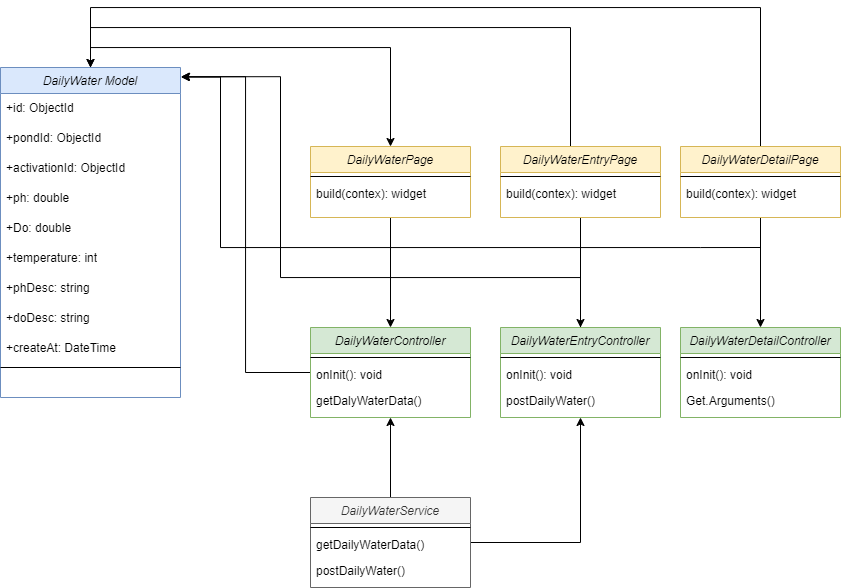 DailyWater Model
+id: ObjectId
+pondId: ObjectId
+activationId: ObjectId
+ph: double
+Do: double
+temperature: int
+phDesc: string
+doDesc: string
+createAt: DateTime
DailyWaterPage
build(contex): widget
DailyWaterEntryPage
build(contex): widget
DailyWaterDetailPage
build(contex): widget
DailyWaterController
onInit(): void
getDalyWaterData()
DailyWaterEntryController
onInit(): void
postDailyWater()
DailyWaterDetailController
onInit(): void
Get.Arguments()
DailyWaterService
getDailyWaterData()
postDailyWater()